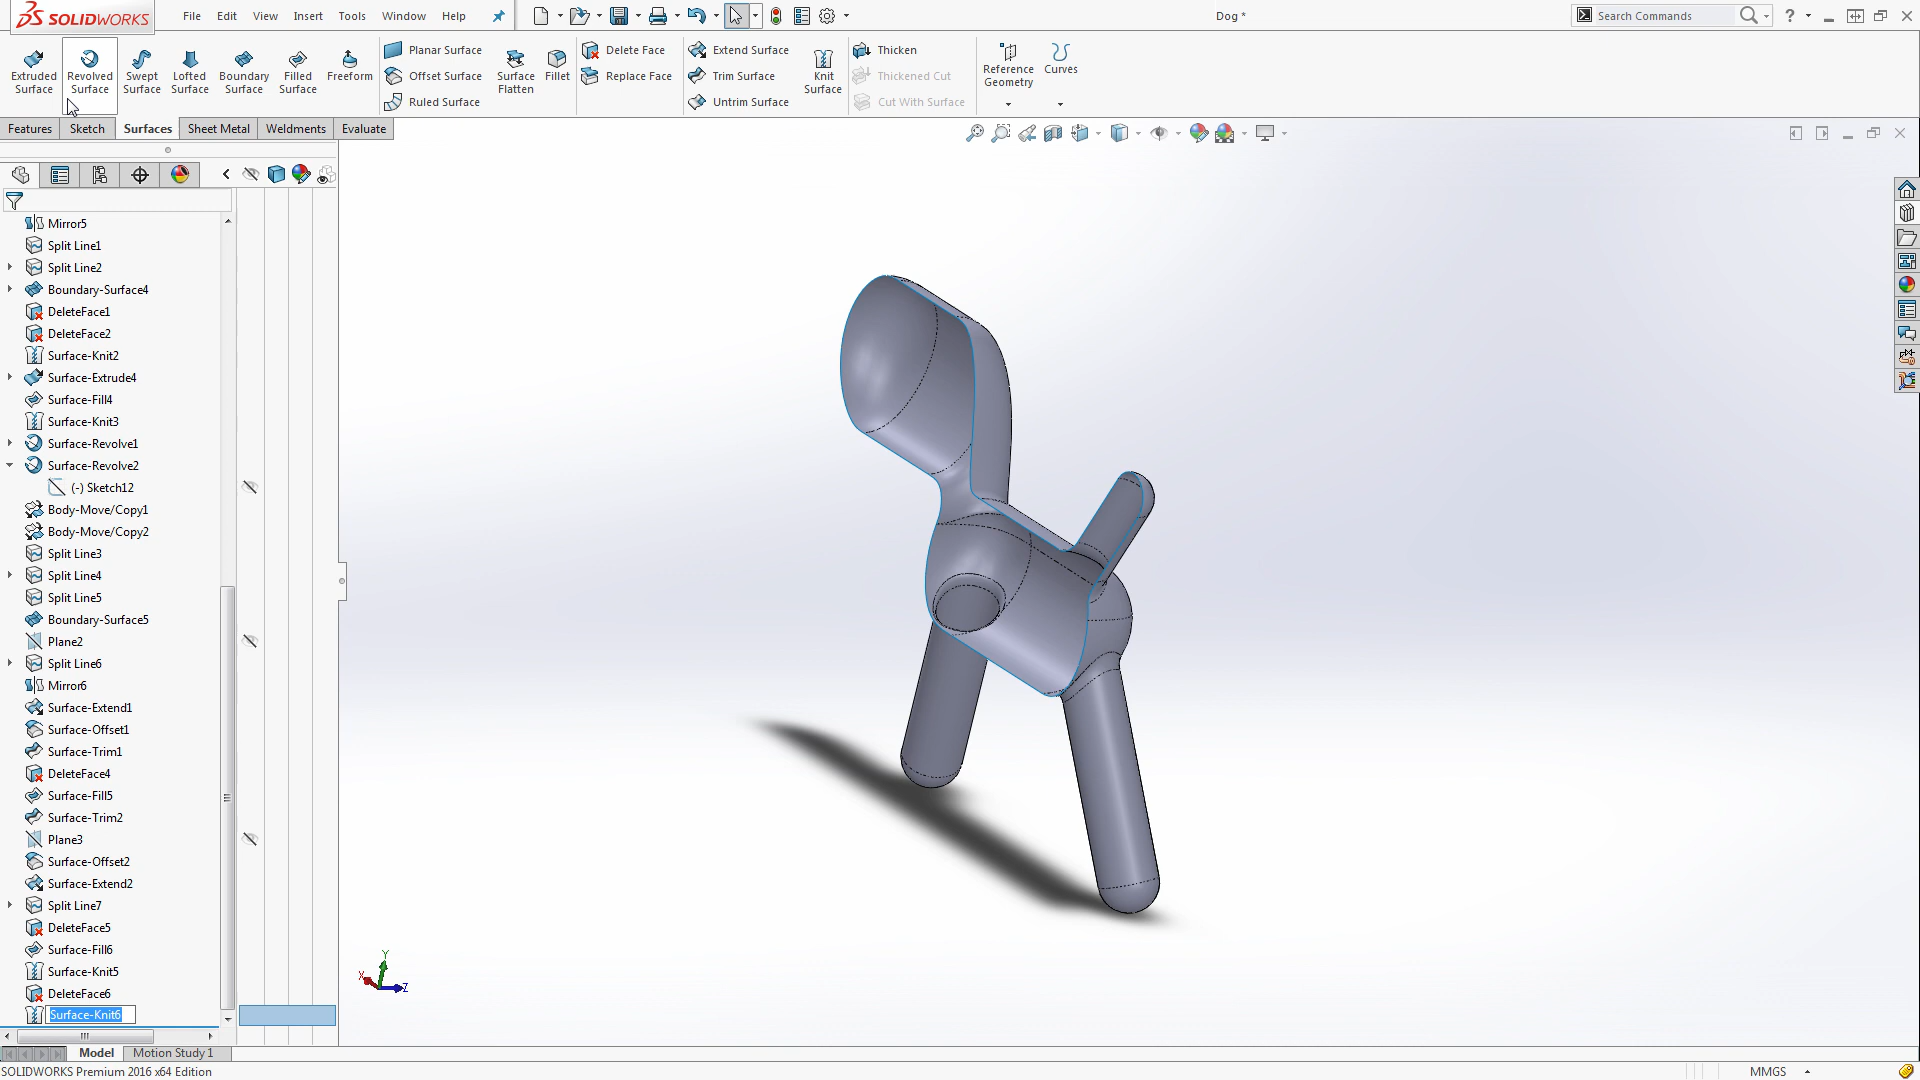 SOLIDWORKS File Edit View Insert Tools Window Help Dog * Search Commands
Extruded Surface
Revolved Surface
Swept Surface
Lofted Surface
Boundary Surface
Filled Surface
Freeform
Planar Surface
Offset Surface
Ruled Surface
Surface Flatten
Fillet
Delete Face
Replace Face
Extend Surface
Trim Surface
Untrim Surface
Knit Surface
Thicken
Thickened Cut
Cut With Surface
Reference Geometry
Curves
Features Sketch Surfaces Sheet Metal Weldments Evaluate
Mirror5
Split Line1
Split Line2
Boundary-Surface4
DeleteFace1
DeleteFace2
Surface-Knit2
Surface-Extrude4
Surface-Fill4
Surface-Knit3
Surface-Revolve1
Surface-Revolve2
(-) Sketch12
Body-Move/Copy1
Body-Move/Copy2
Split Line3
Split Line4
Split Line5
Boundary-Surface5
Plane2
Split Line6
Mirror6
Surface-Extend1
Surface-Offset1
Surface-Trim1
DeleteFace4
Surface-Fill5
Surface-Trim2
Plane3
Surface-Offset2
Surface-Extend2
Split Line7
DeleteFace5
Surface-Fill6
Surface-Knit5
DeleteFace6
Surface-Knit6
Y
X
Z
Model Motion Study 1
SOLIDWORKS Premium 2016 x64 Edition MMGS